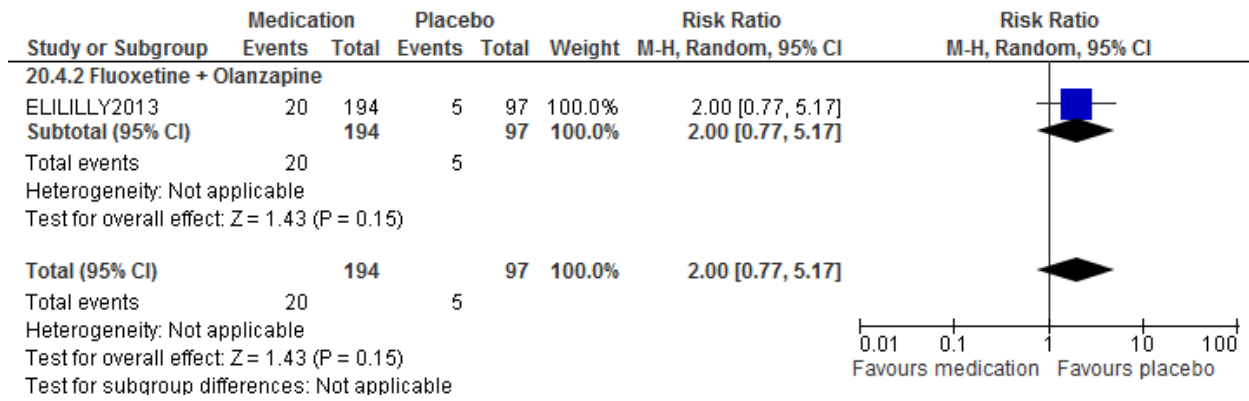 Medication Placebo Risk Ratio Risk Ratio
Study or Subgroup Events Total Events Total Weight M-H, Random, 95% CI M-H, Random, 95% CI
20.4.2 Fluoxetine + Olanzapine
ELILILLY2013 20 194 5 97 100.0% 2.00 [0.77, 5.17]
Subtotal (95% CI) 194 97 100.0% 2.00 [0.77, 5.17]
Total events 20 5
Heterogeneity: Not applicable
Test for overall effect: Z = 1.43 (P = 0.15)
Total (95% CI) 194 97 100.0% 2.00 [0.77, 5.17]
Total events 20 5
Heterogeneity: Not applicable
Test for overall effect: Z = 1.43 (P = 0.15)
Test for subgroup differences: Not applicable
0.01 0.1 1 10 100
Favours medication Favours placebo